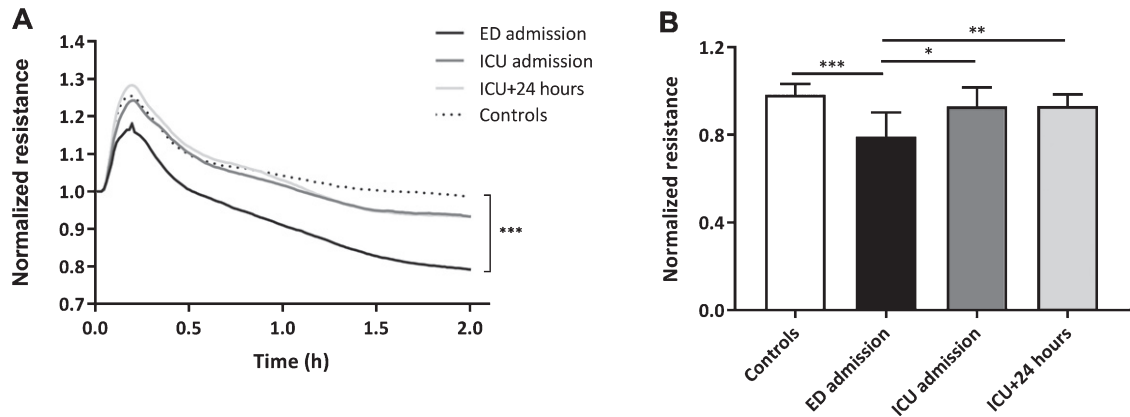 A
ED admission
ICU admission
ICU+24 hours
Controls
Normalized resistance
1.4
1.3
1.2
1.1
1.0
0.9
0.8
0.7
***
0.0 0.5 1.0 1.5 2.0
Time (h)
B
Normalized resistance
1.2
0.8
0.4
0.0
***
*
**
Controls
ED admission
ICU admission
ICU+24 hours